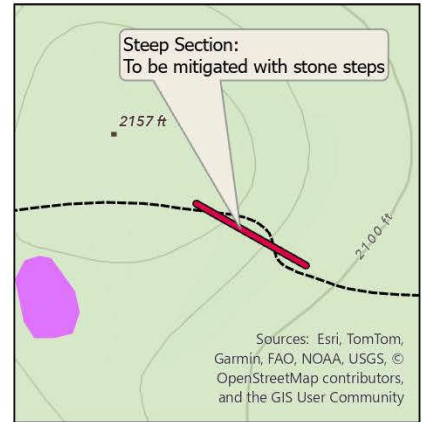 Steep Section:
To be mitigated with stone steps
2157 ft
2100 ft
Sources: Esri, TomTom,
Garmin, FAO, NOAA, USGS, ©
OpenStreetMap contributors,
and the GIS User Community